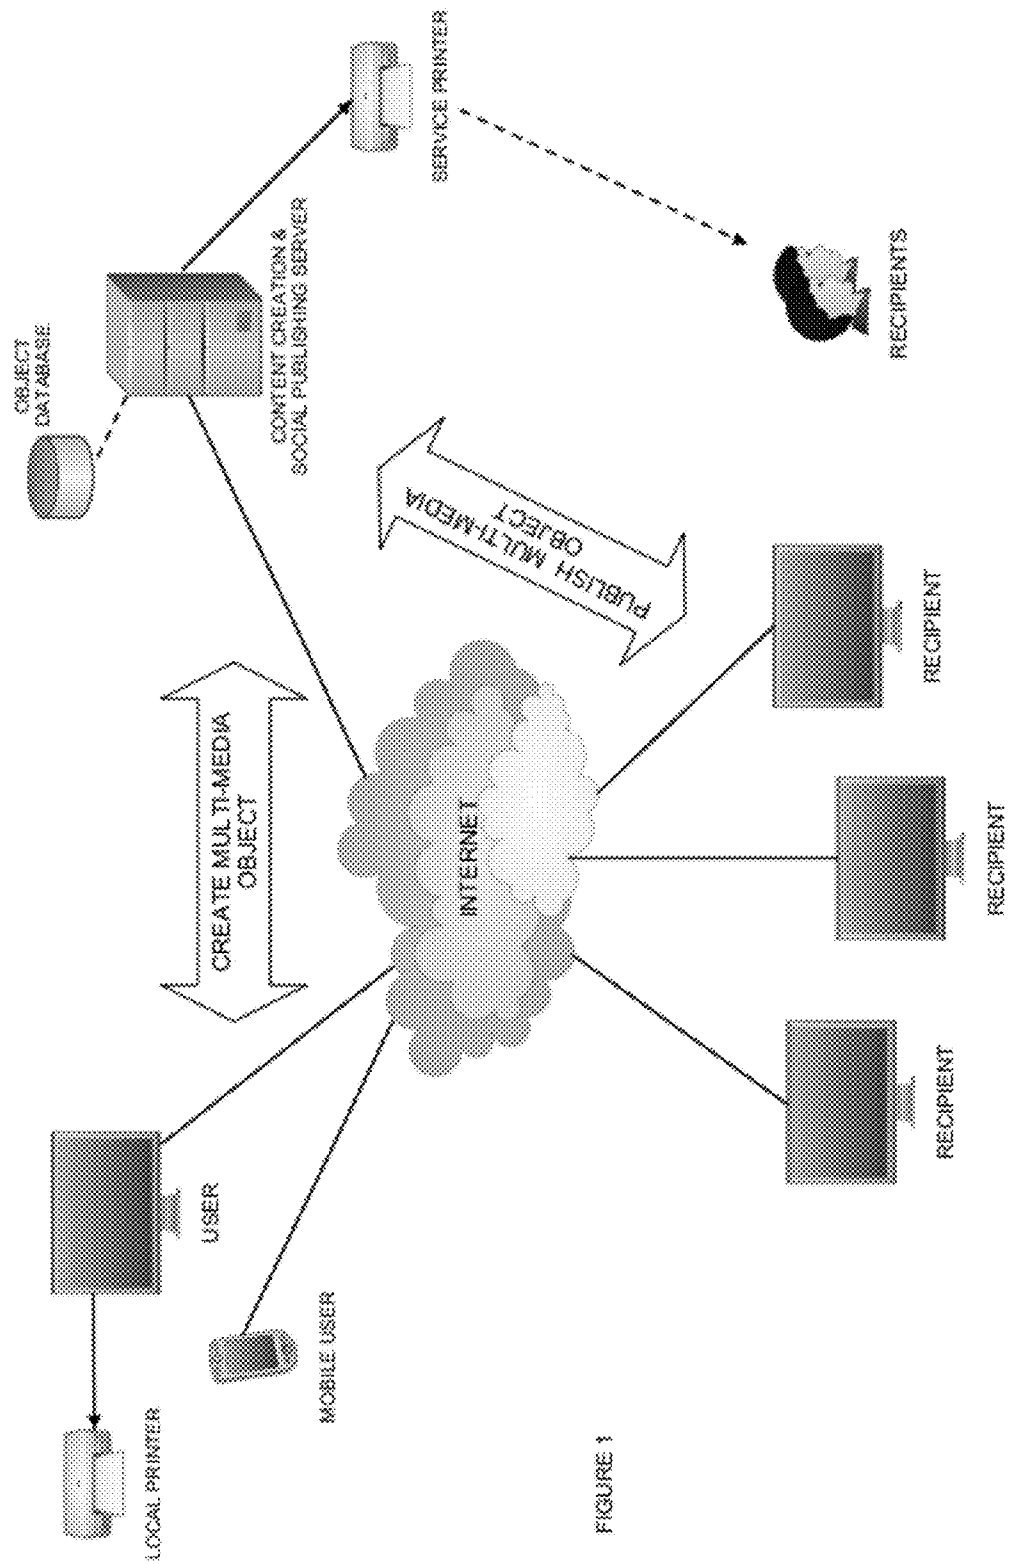 LOCAL PRINTER
USER
MOBILE USER
CREATE MULTI-MEDIA
OBJECT
OBJECT
DATABASE
CONTENT CREATION &
SOCIAL PUBLISHING SERVER
SERVICE PRINTER
INTERNET
PUBLISH MULTI-MEDIA
OBJECT
RECIPIENT
RECIPIENT
RECIPIENT
RECIPIENTS
FIGURE 1